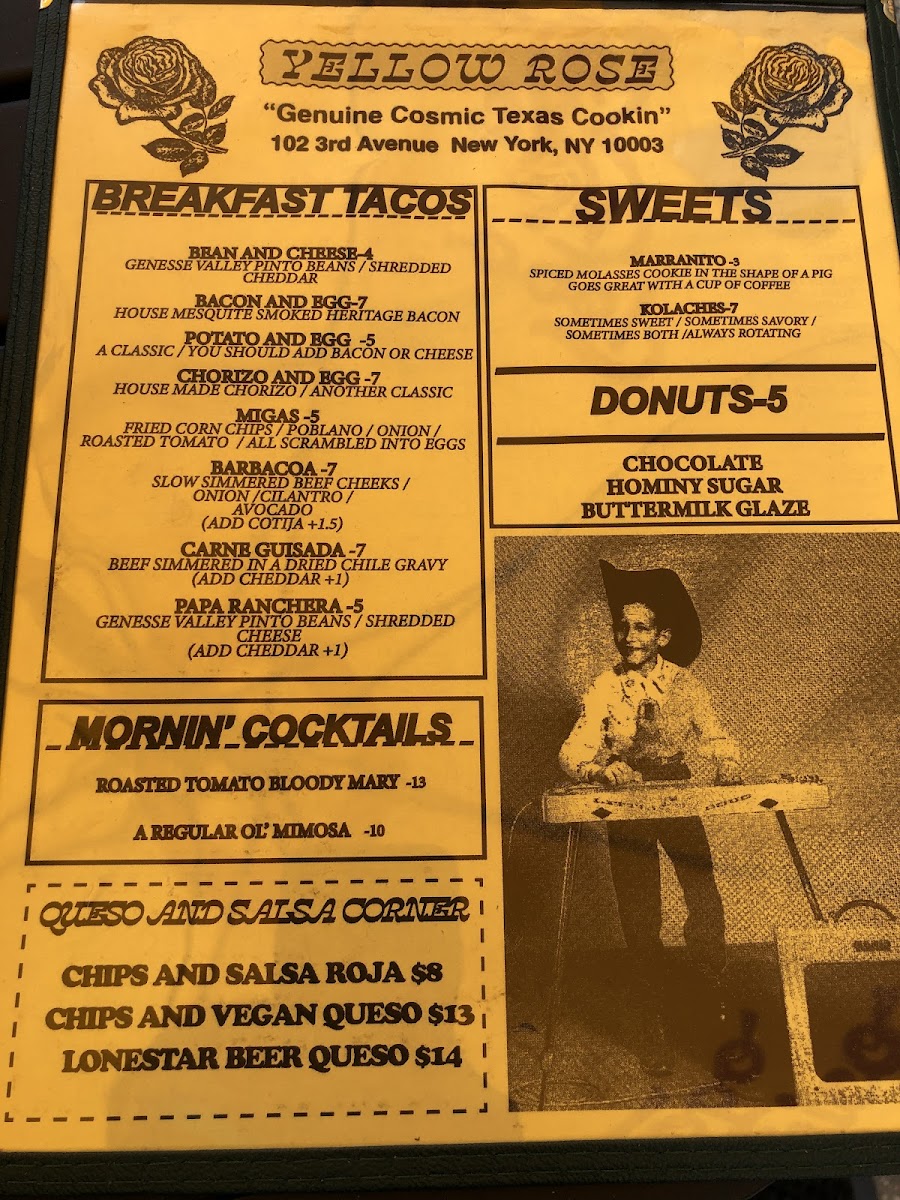 YELLOW ROSE
"Genuine Cosmic Texas Cookin"
102 3rd Avenue New York, NY 10003
BREAKFAST TACOS
BEAN AND CHEESE-4
GENESSE VALLEY PINTO BEANS / SHREDDED
CHEDDAR
BACON AND EGG-7
HOUSE MESQUITE SMOKED HERITAGE BACON
POTATO AND EGG -5
A CLASSIC / YOU SHOULD ADD BACON OR CHEESE
CHORIZO AND EGG -7
HOUSE MADE CHORIZO / ANOTHER CLASSIC
MIGAS -5
FRIED CORN CHIPS / POBLANO / ONION /
ROASTED TOMATO / ALL SCRAMBLED INTO EGGS
BARBACOA -7
SLOW SIMMERED BEEF CHEEKS /
ONION /CILANTRO /
AVOCADO
(ADD COTIJA +1.5)
CARNE GUISADA -7
BEEF SIMMERED IN A DRIED CHILE GRAVY
(ADD CHEDDAR +1)
PAPA RANCHERA -5
GENESSE VALLEY PINTO BEANS / SHREDDED
CHEESE
(ADD CHEDDAR +1)
MORNIN' COCKTAILS
ROASTED TOMATO BLOODY MARY -13
A REGULAR OL' MIMOSA -10
QUESO AND SALSA CORNER
CHIPS AND SALSA ROJA $8
CHIPS AND VEGAN QUESO $13
LONESTAR BEER QUESO $14
SWEETS
MARRANITO -3
SPICED MOLASSES COOKIE IN THE SHAPE OF A PIG
GOES GREAT WITH A CUP OF COFFEE
KOLACHES-7
SOMETIMES SWEET / SOMETIMES SAVORY /
SOMETIMES BOTH /ALWAYS ROTATING
DONUTS-5
CHOCOLATE
HOMINY SUGAR
BUTTERMILK GLAZE